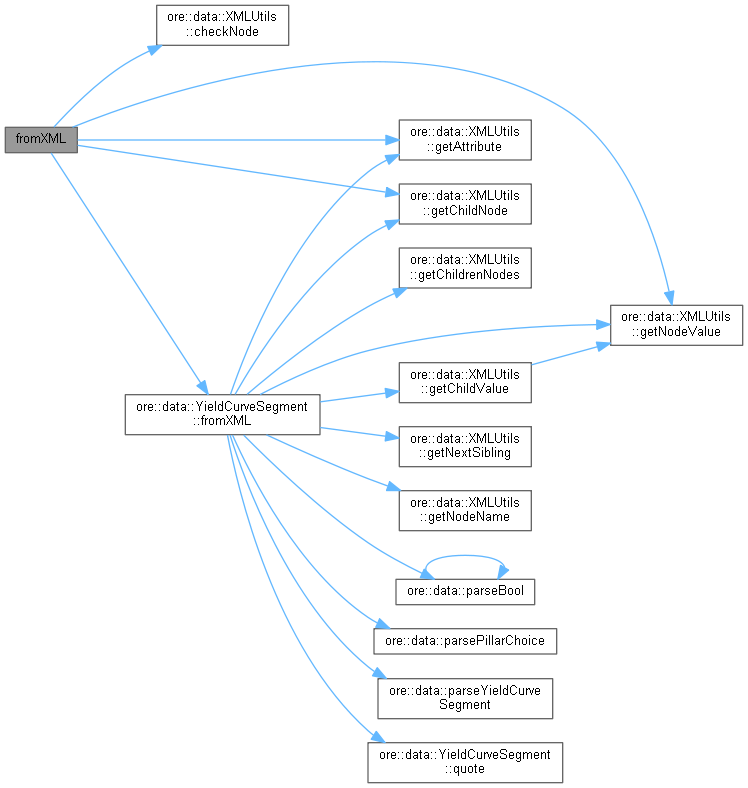 ore::data::XMLUtils
::checkNode
fromXML
ore::data::XMLUtils
::getAttribute
ore::data::XMLUtils
::getChildNode
ore::data::XMLUtils
::getChildrenNodes
ore::data::XMLUtils
::getNodeValue
ore::data::XMLUtils
::getChildValue
ore::data::YieldCurveSegment
::fromXML
ore::data::XMLUtils
::getNextSibling
ore::data::XMLUtils
::getNodeName
ore::data::parseBool
ore::data::parsePillarChoice
ore::data::parseYieldCurve
Segment
ore::data::YieldCurveSegment
::quote